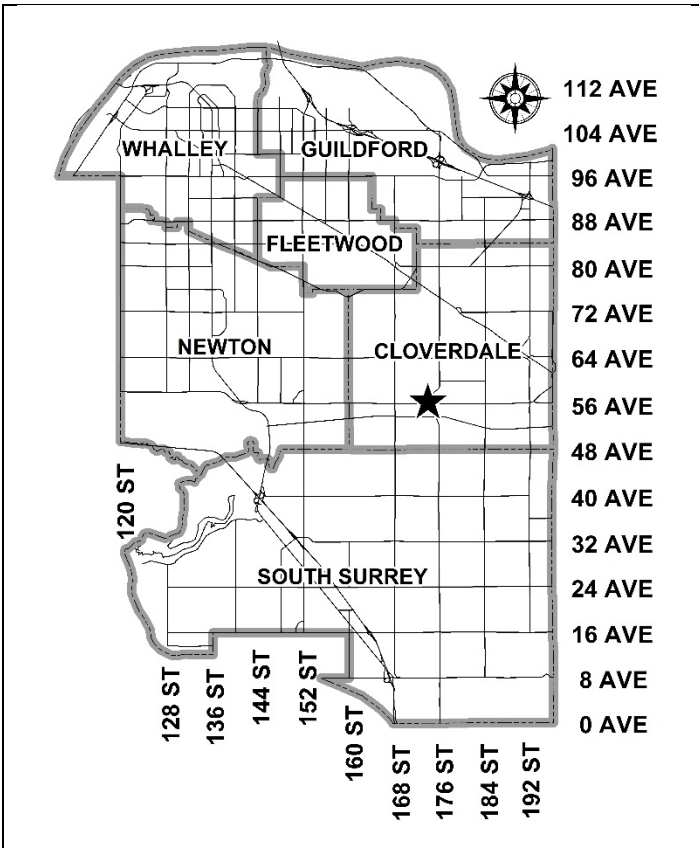 112 AVE
104 AVE
WHALLEY
GUILDFORD
96 AVE
88 AVE
FLEETWOOD
80 AVE
72 AVE
NEWTON
CLOVERDALE
64 AVE
56 AVE
48 AVE
120 ST
40 AVE
32 AVE
SOUTH SURREY
24 AVE
16 AVE
8 AVE
0 AVE
128 ST
136 ST
144 ST
152 ST
160 ST
168 ST
176 ST
184 ST
192 ST